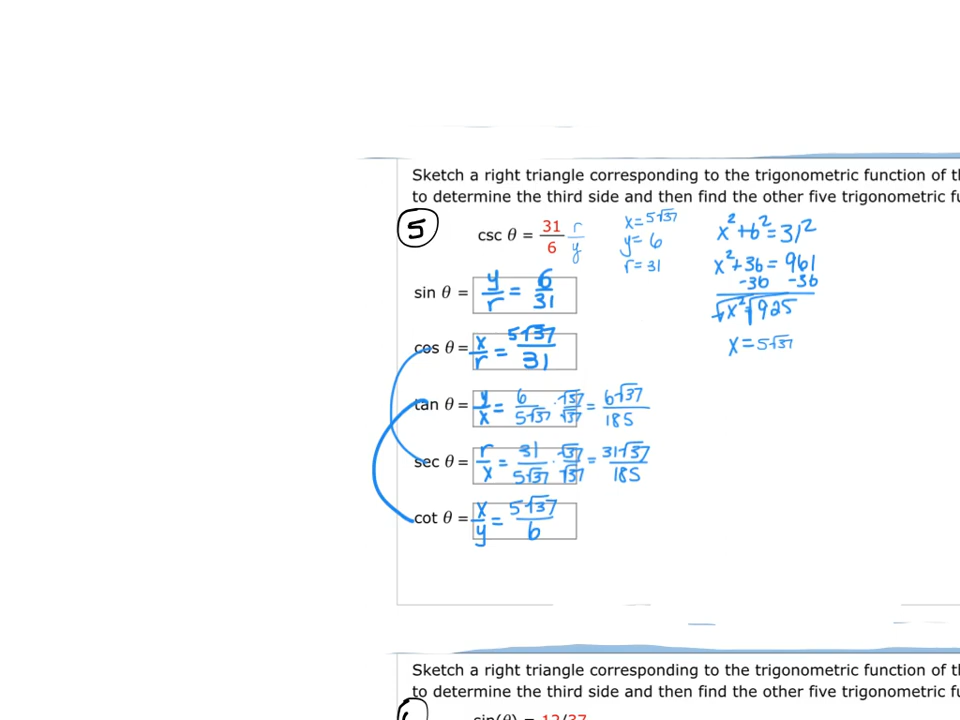 Sketch a right triangle corresponding to the trigonometric function of th
to determine the third side and then find the other five trigonometric fu
5
csc θ = 31/6 r/y
x = 5√37
y = 6
r = 31
x² + 6² = 31²
x² + 36 = 961
-36 -36
√x² = √925
x = 5√37
sin θ = y/r = 6/31
cos θ = x/r = 5√37/31
tan θ = y/x = 6/5√37 · √37/√37 = 6√37/185
sec θ = r/x = 31/5√37 · √37/√37 = 31√37/185
cot θ = x/y = 5√37/6
Sketch a right triangle corresponding to the trigonometric function of th
to determine the third side and then find the other five trigonometric fu
sin(θ) = 12/37